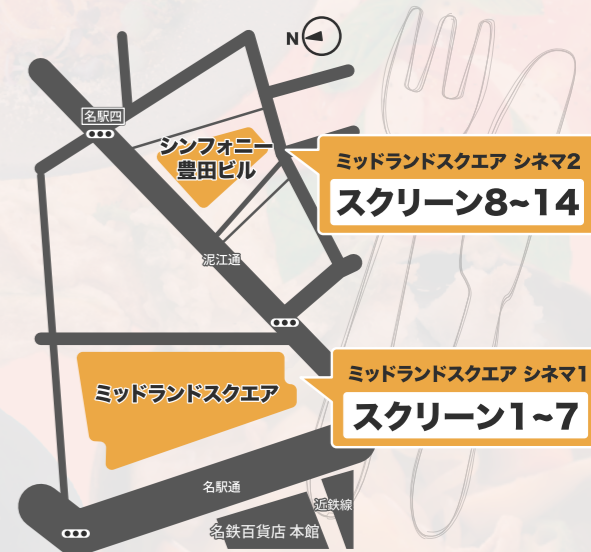 N
名駅四
シンフォニー
豊田ビル
ミッドランドスクエア シネマ2
スクリーン8~14
泥江通
ミッドランドスクエア シネマ1
スクリーン1~7
ミッドランドスクエア
名駅通
近鉄線
名鉄百貨店 本館